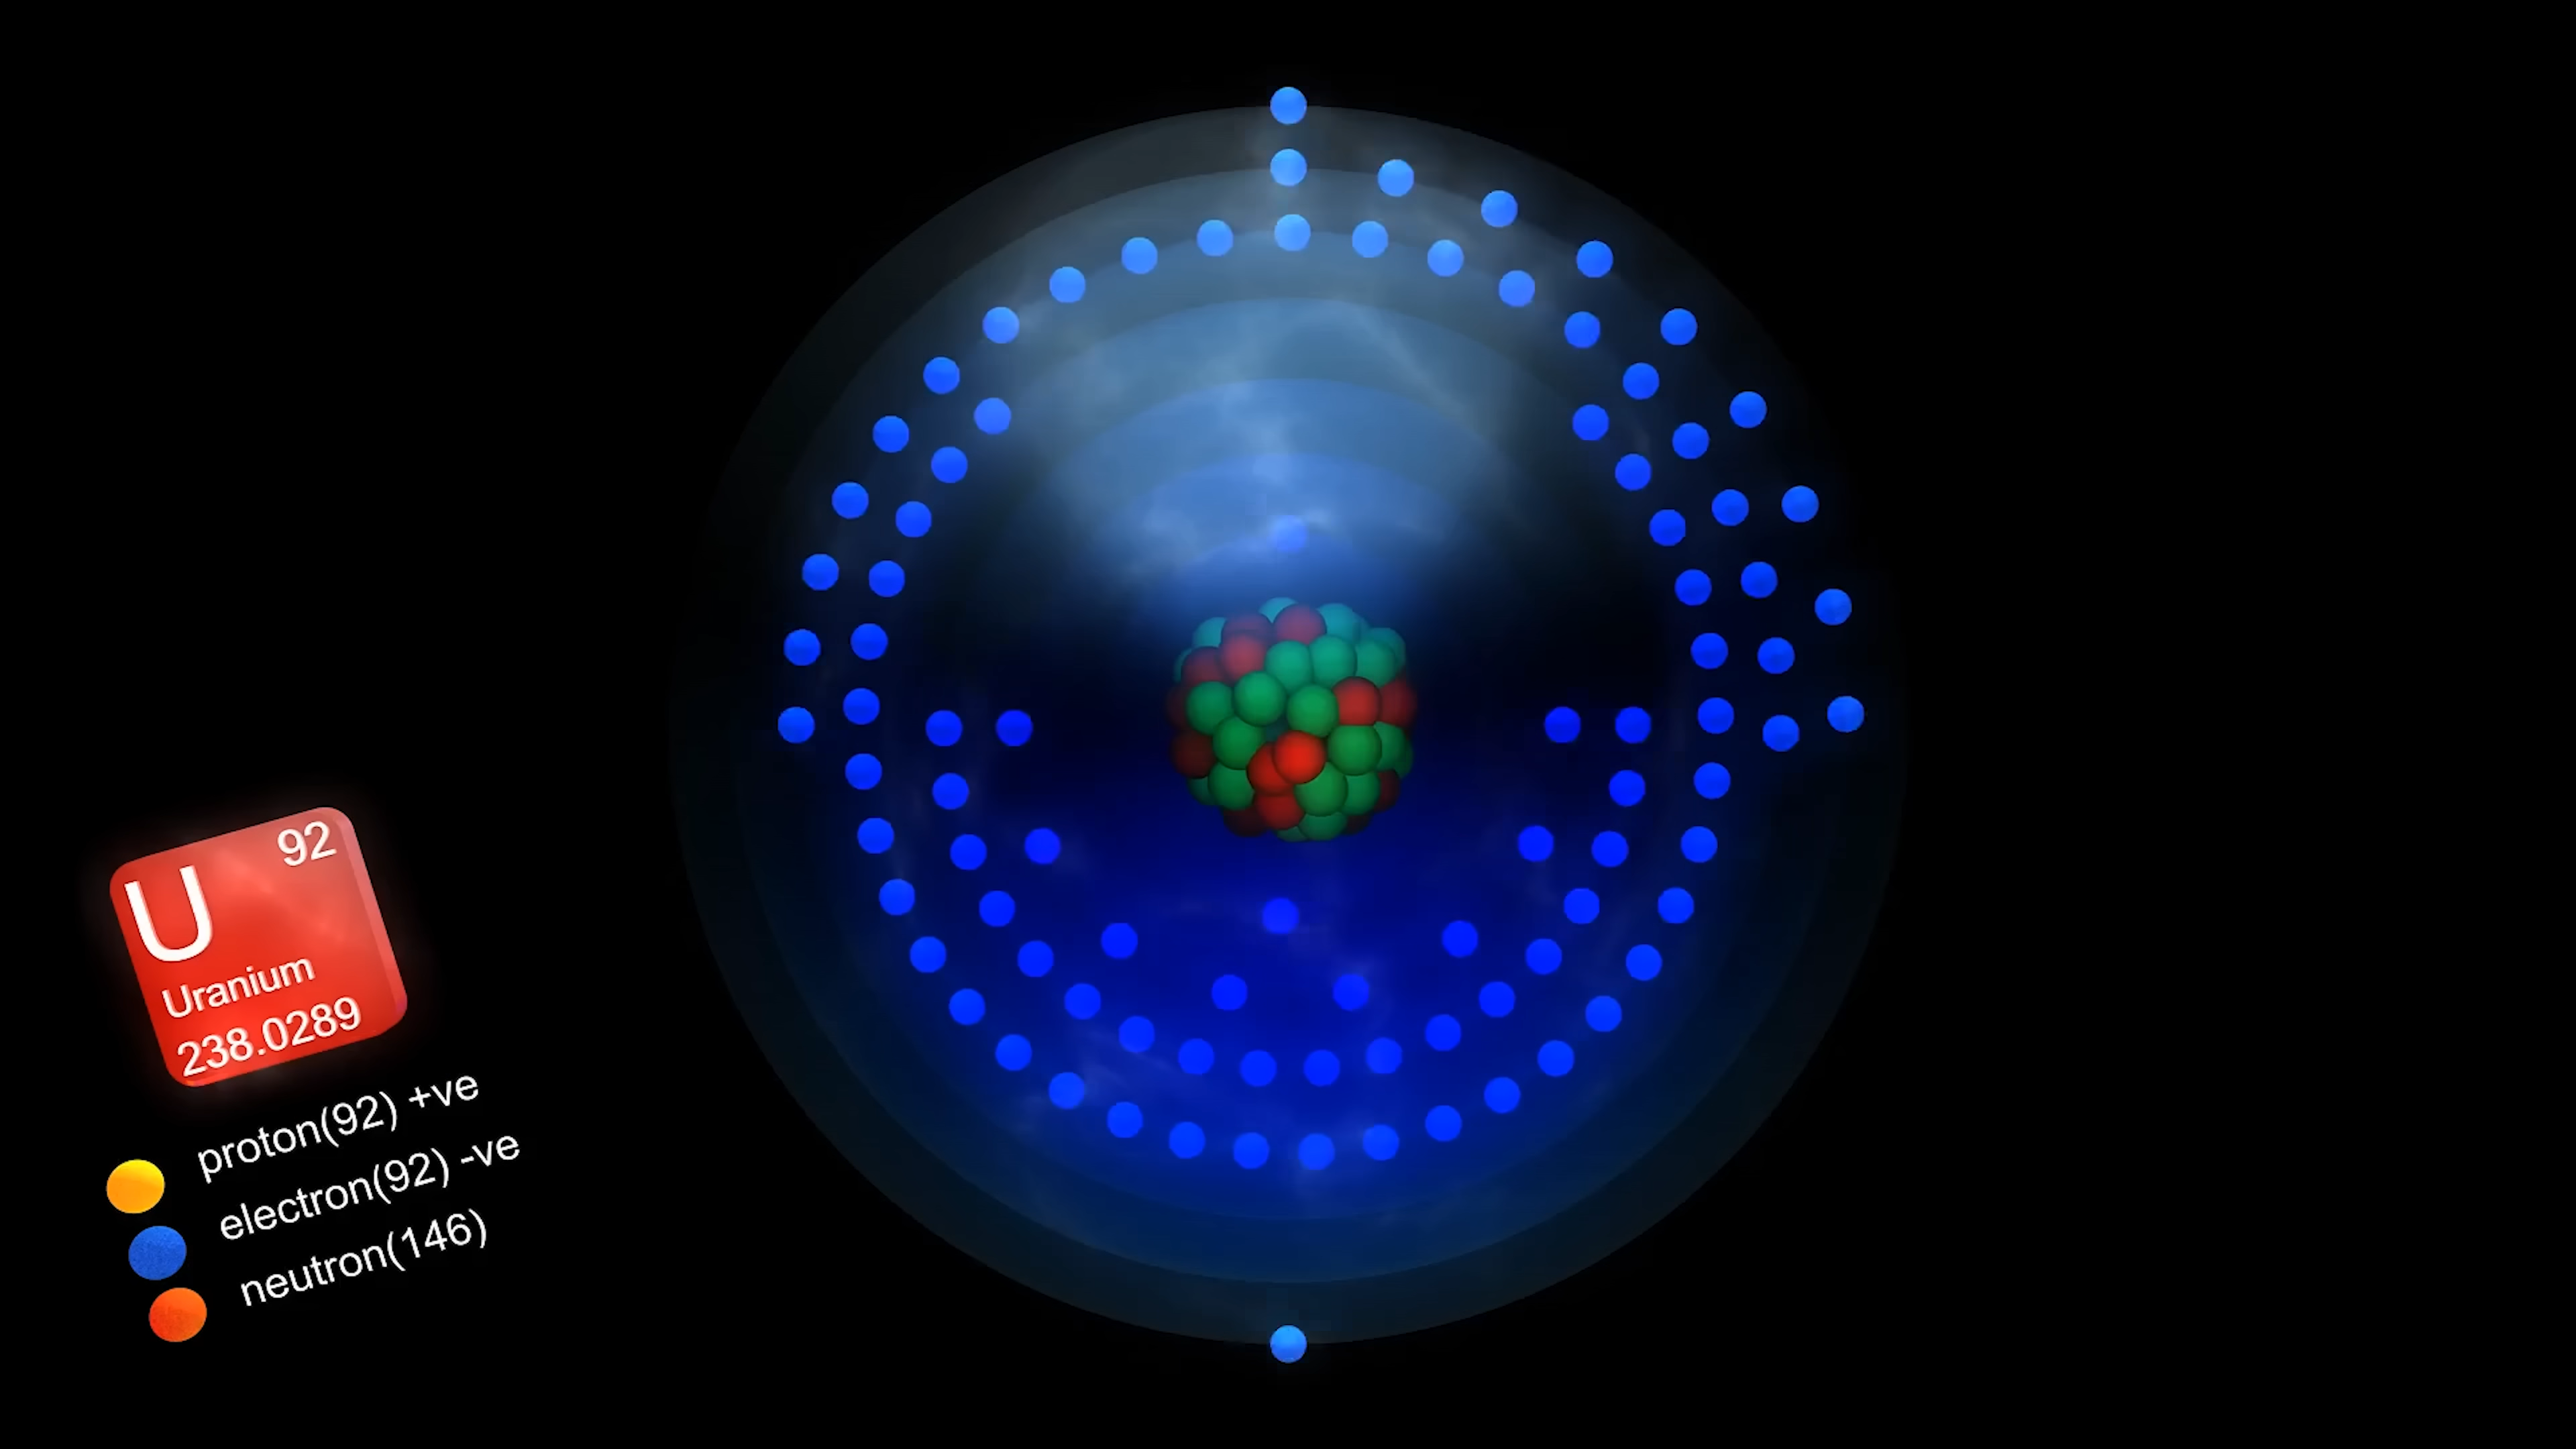 92
U
Uranium
238.0289
proton(92) +ve
electron(92) -ve
neutron(146)